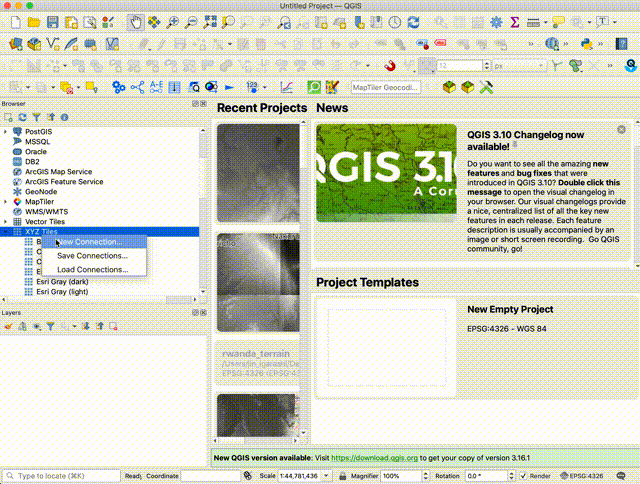 Untitled Project — QGIS
12
MapTiler Geocodi...
Browser
PostGIS
MSSQL
Oracle
DB2
ArcGIS Map Service
ArcGIS Feature Service
GeoNode
MapTiler
WMS/WMTS
Vector Tiles
XYZ Tiles
New Connection...
Save Connections...
Load Connections...
Esri Gray (dark)
Esri Gray (light)
Layers
Recent Projects
rwanda_terrain
EPSG:4326
News
QGIS 3.10 Changelog now
available!
Do you want to see all the amazing new
features and bug fixes that were
introduced in QGIS 3.10? Double click this
message to open the visual changelog in
your browser. Our visual changelogs provide
a nice, centralized list of all the key new
features in each release. Each feature
description is usually accompanied by an
image or short screen recording. Go QGIS
community, go!
Project Templates
New Empty Project
EPSG:4326 - WGS 84
New QGIS version available: Visit https://download.qgis.org to get your copy of version 3.16.1
Type to locate (⌘K)
Ready
Coordinate
Scale 1:44,781,436
Magnifier 100%
Rotation 0.0 °
Render
EPSG:4326